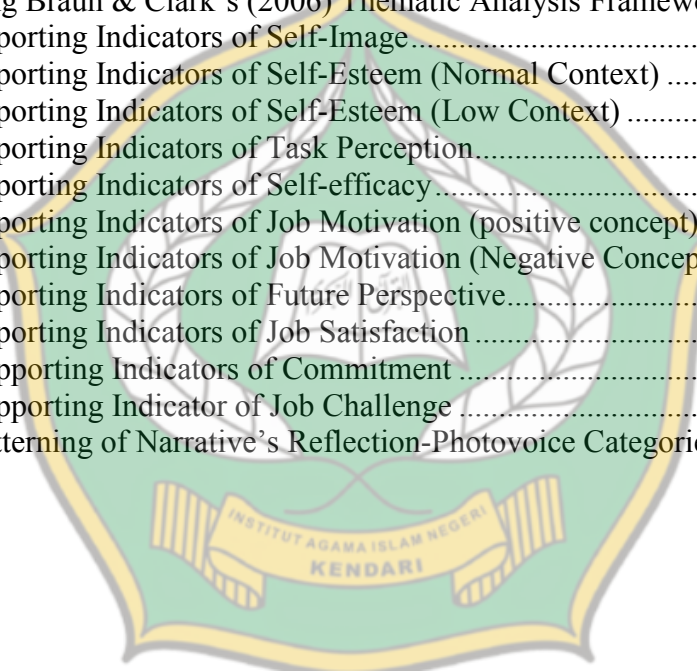 g Braun & Clark's (2006) Thematic Analysis Framewo
porting Indicators of Self-Image
porting Indicators of Self-Esteem (Normal Context)
porting Indicators of Self-Esteem (Low Context)
porting Indicators of Task Perception
porting Indicators of Self-efficacy
porting Indicators of Job Motivation (positive concept)
porting Indicators of Job Motivation (Negative Concep
porting Indicators of Future Perspective
porting Indicators of Job Satisfaction
pporting Indicators of Commitment
pporting Indicator of Job Challenge
tterning of Narrative's Reflection-Photovoice Categorie
INSTITUT AGAMA ISLAM NEGERI
KENDARI